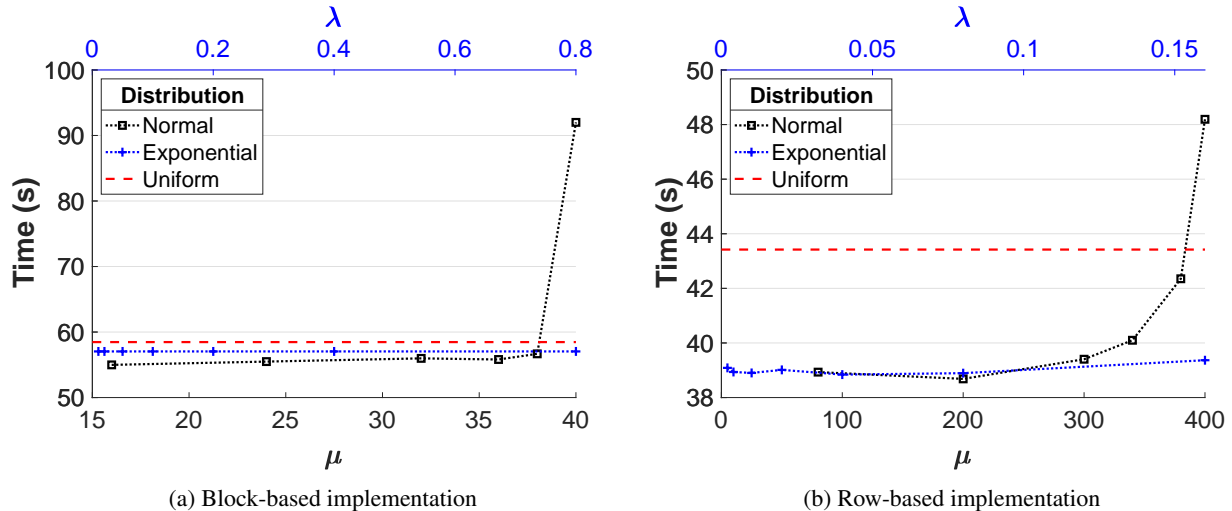 λ
0 0.2 0.4 0.6 0.8
100
90
80
70
60
50
Time (s)
Distribution
Normal
Exponential
Uniform
15 20 25 30 35 40
μ
(a) Block-based implementation
λ
0 0.05 0.1 0.15
50
48
46
44
42
40
38
Time (s)
Distribution
Normal
Exponential
Uniform
0 100 200 300 400
μ
(b) Row-based implementation